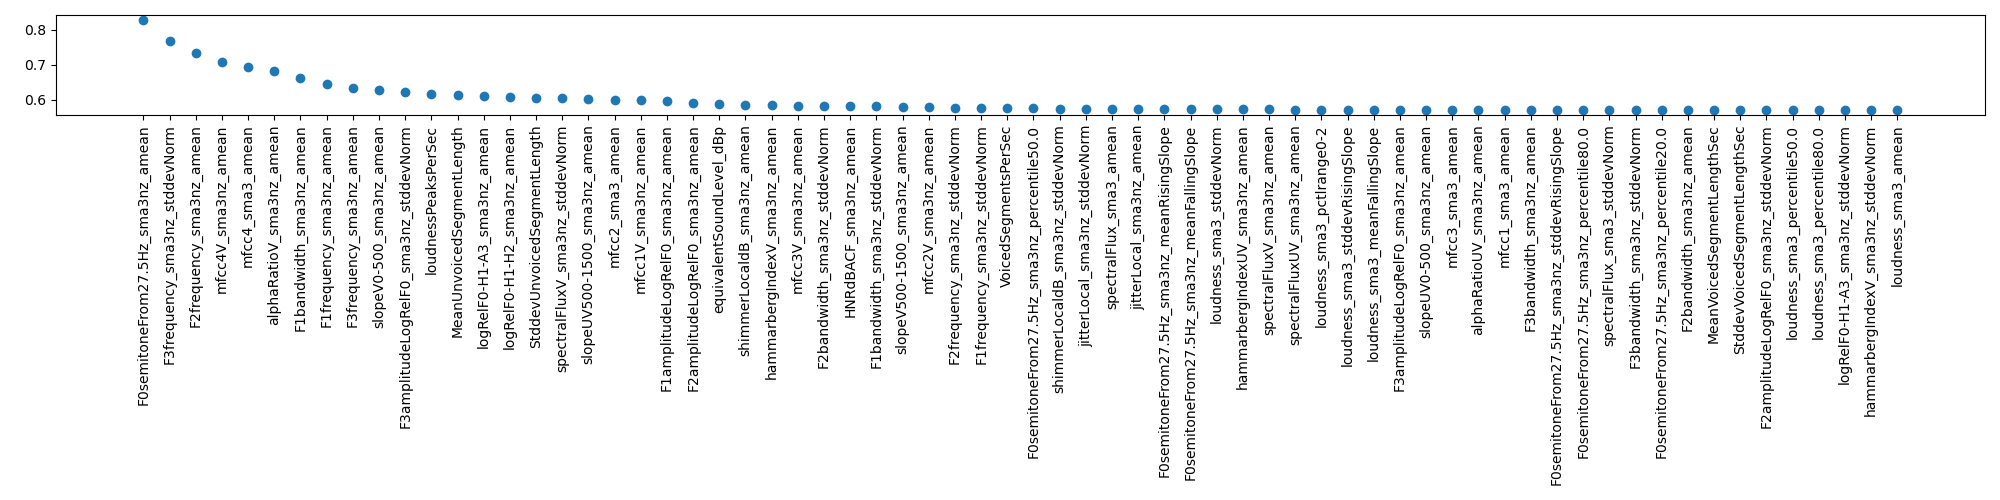 0.8
0.7
0.6
F0semitoneFrom27.5Hz_sma3nz_amean
F3frequency_sma3nz_stddevNorm
F2frequency_sma3nz_amean
mfcc4V_sma3nz_amean
mfcc4_sma3_amean
alphaRatioV_sma3nz_amean
F1bandwidth_sma3nz_amean
F1frequency_sma3nz_amean
F3frequency_sma3nz_amean
slopeV0-500_sma3nz_amean
F3amplitudeLogRelF0_sma3nz_stddevNorm
loudnessPeaksPerSec
MeanUnvoicedSegmentLength
logRelF0-H1-A3_sma3nz_amean
logRelF0-H1-H2_sma3nz_amean
StddevUnvoicedSegmentLength
spectralFluxV_sma3nz_stddevNorm
slopeUV500-1500_sma3nz_amean
mfcc2_sma3_amean
mfcc1V_sma3nz_amean
F1amplitudeLogRelF0_sma3nz_amean
F2amplitudeLogRelF0_sma3nz_amean
equivalentSoundLevel_dBp
shimmerLocaldB_sma3nz_amean
hammarbergIndexV_sma3nz_amean
mfcc3V_sma3nz_amean
F2bandwidth_sma3nz_stddevNorm
HNRdBACF_sma3nz_amean
F1bandwidth_sma3nz_stddevNorm
slopeV500-1500_sma3nz_amean
mfcc2V_sma3nz_amean
F2frequency_sma3nz_stddevNorm
F1frequency_sma3nz_stddevNorm
VoicedSegmentsPerSec
F0semitoneFrom27.5Hz_sma3nz_percentile50.0
shimmerLocaldB_sma3nz_stddevNorm
jitterLocal_sma3nz_stddevNorm
spectralFlux_sma3_amean
jitterLocal_sma3nz_amean
F0semitoneFrom27.5Hz_sma3nz_meanRisingSlope
F0semitoneFrom27.5Hz_sma3nz_meanFallingSlope
loudness_sma3_stddevNorm
hammarbergIndexUV_sma3nz_amean
spectralFluxV_sma3nz_amean
spectralFluxUV_sma3nz_amean
loudness_sma3_pctlrange0-2
loudness_sma3_stddevRisingSlope
loudness_sma3_meanFallingSlope
F3amplitudeLogRelF0_sma3nz_amean
slopeUV0-500_sma3nz_amean
mfcc3_sma3_amean
alphaRatioUV_sma3nz_amean
mfcc1_sma3_amean
F3bandwidth_sma3nz_amean
F0semitoneFrom27.5Hz_sma3nz_stddevRisingSlope
F0semitoneFrom27.5Hz_sma3nz_percentile80.0
spectralFlux_sma3_stddevNorm
F3bandwidth_sma3nz_stddevNorm
F0semitoneFrom27.5Hz_sma3nz_percentile20.0
F2bandwidth_sma3nz_amean
MeanVoicedSegmentLengthSec
StddevVoicedSegmentLengthSec
F2amplitudeLogRelF0_sma3nz_stddevNorm
loudness_sma3_percentile50.0
loudness_sma3_percentile80.0
logRelF0-H1-A3_sma3nz_stddevNorm
hammarbergIndexV_sma3nz_stddevNorm
loudness_sma3_amean